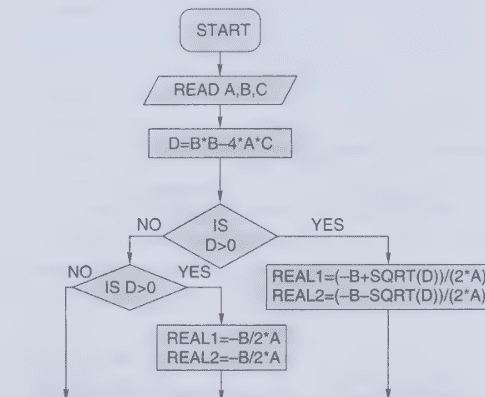 START
READ A,B,C
D=B*B–4*A*C
IS
D>0
NO
YES
REAL1=(–B+SQRT(D))/(2*A)
REAL2=(–B–SQRT(D))/(2*A)
NO
IS D>0
YES
REAL1=–B/2*A
REAL2=–B/2*A